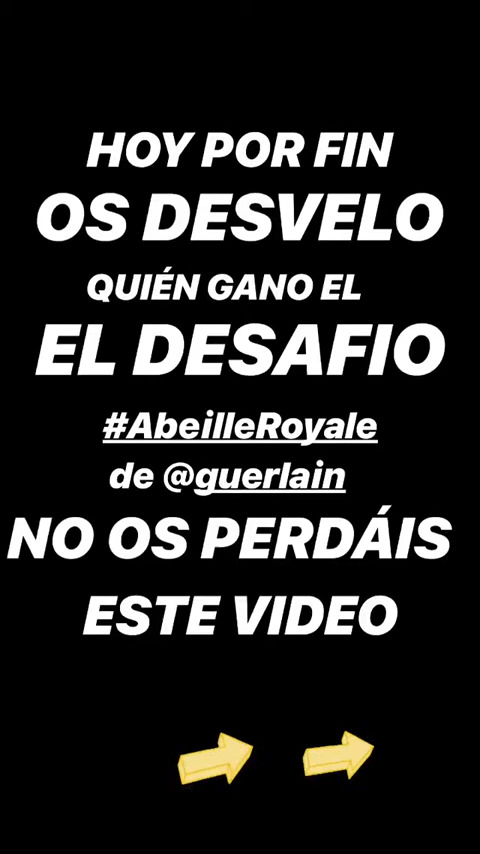 HOY POR FIN
OS DESVELO
QUIÉN GANO EL
EL DESAFIO
#AbeilleRoyale
de @guerlain
NO OS PERDÁIS
ESTE VIDEO